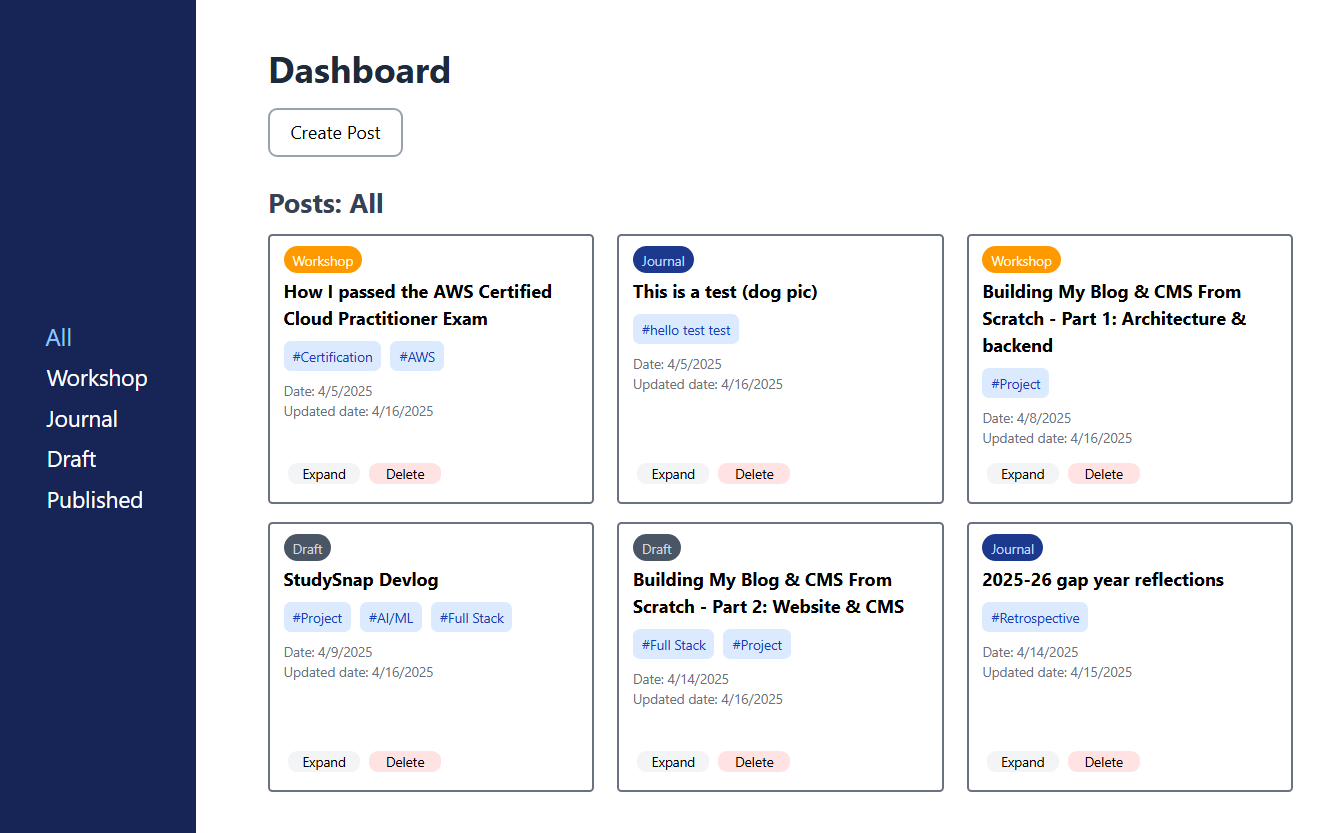 All
Workshop
Journal
Draft
Published
Dashboard
Create Post
Posts: All
Workshop
How I passed the AWS Certified
Cloud Practitioner Exam
#Certification #AWS
Date: 4/5/2025
Updated date: 4/16/2025
Expand Delete
Journal
This is a test (dog pic)
#hello test test
Date: 4/5/2025
Updated date: 4/16/2025
Expand Delete
Workshop
Building My Blog & CMS From
Scratch - Part 1: Architecture &
backend
#Project
Date: 4/8/2025
Updated date: 4/16/2025
Expand Delete
Draft
StudySnap Devlog
#Project #AI/ML #Full Stack
Date: 4/9/2025
Updated date: 4/16/2025
Expand Delete
Draft
Building My Blog & CMS From
Scratch - Part 2: Website & CMS
#Full Stack #Project
Date: 4/14/2025
Updated date: 4/16/2025
Expand Delete
Journal
2025-26 gap year reflections
#Retrospective
Date: 4/14/2025
Updated date: 4/15/2025
Expand Delete